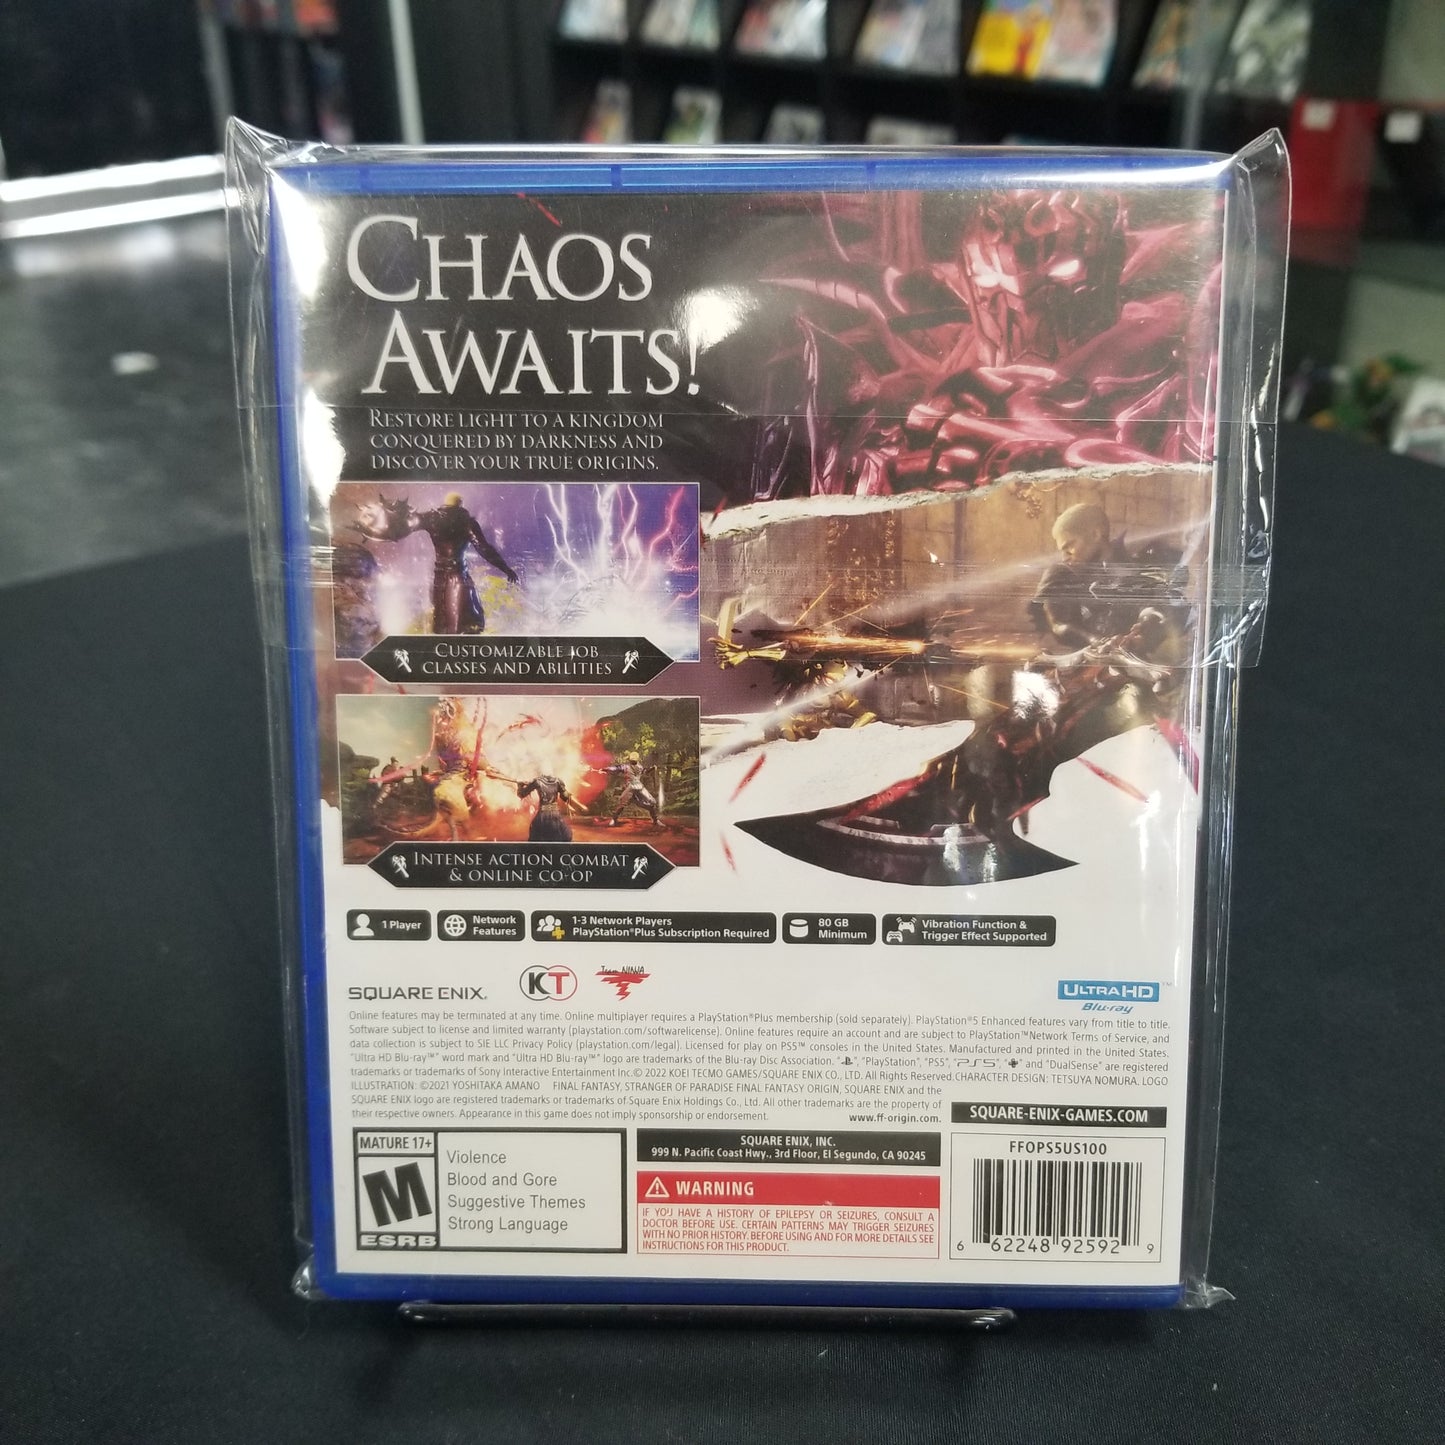 CHAOS
AWAITS!
RESTORE LIGHT TO A KINGDOM
CONQUERED BY DARKNESS AND
DISCOVER YOUR TRUE ORIGINS.
CUSTOMIZABLE JOB
CLASSES AND ABILITIES
INTENSE ACTION COMBAT
& ONLINE CO-OP
1 Player
Network
Features
1-3 Network Players
PlayStation®Plus Subscription Required
80 GB
Minimum
Vibration Function &
Trigger Effect Supported
SQUARE ENIX.
KT
Team NINJA
ULTRA HD
Blu-ray™
Online features may be terminated at any time. Online multiplayer requires a PlayStation®Plus membership (sold separately). PlayStation®5 Enhanced features vary from title to title.
Software subject to license and limited warranty (playstation.com/softwarelicense). Online features require an account and are subject to PlayStation™Network Terms of Service, and
data collection is subject to SIE LLC Privacy Policy (playstation.com/legal). Licensed for play on PS5™ consoles in the United States. Manufactured and printed in the United States.
"Ultra HD Blu-ray™" word mark and "Ultra HD Blu-ray™" logo are trademarks of the Blu-ray Disc Association. "PS", "PlayStation", "PS5", "PS5", " " and "DualSense" are registered
trademarks or trademarks of Sony Interactive Entertainment Inc.© 2022 KOEI TECMO GAMES/SQUARE ENIX CO., LTD. All Rights Reserved.CHARACTER DESIGN: TETSUYA NOMURA. LOGO
ILLUSTRATION: ©2021 YOSHITAKA AMANO FINAL FANTASY, STRANGER OF PARADISE FINAL FANTASY ORIGIN, SQUARE ENIX and the
SQUARE ENIX logo are registered trademarks or trademarks of Square Enix Holdings Co., Ltd. All other trademarks are the property of
their respective owners. Appearance in this game does not imply sponsorship or endorsement. www.ff-origin.com.
SQUARE-ENIX-GAMES.COM
MATURE 17+
M
ESRB
Violence
Blood and Gore
Suggestive Themes
Strong Language
SQUARE ENIX, INC.
999 N. Pacific Coast Hwy., 3rd Floor, El Segundo, CA 90245
WARNING
IF YOU HAVE A HISTORY OF EPILEPSY OR SEIZURES, CONSULT A
DOCTOR BEFORE USE. CERTAIN PATTERNS MAY TRIGGER SEIZURES
WITH NO PRIOR HISTORY. BEFORE USING AND FOR MORE DETAILS SEE
INSTRUCTIONS FOR THIS PRODUCT.
FFOPS5US100
6 62248 92592 9